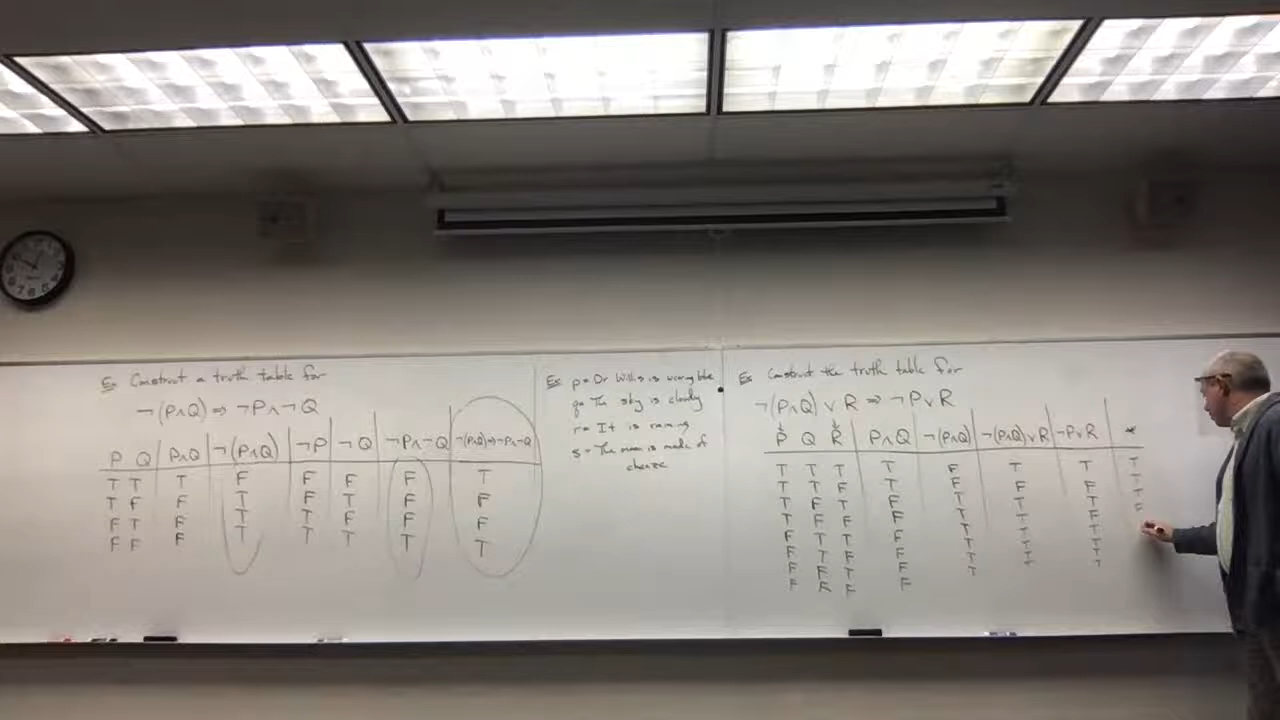 Ex Construct a truth table for
¬(P∧Q) ⇒ ¬P∧¬Q
P Q P∧Q ¬(P∧Q) ¬P ¬Q ¬P∧¬Q ¬(P∧Q)⇒¬P∧¬Q
T T T F F F F T
T F F T F T F F
F T F T T F F F
F F F T T T T T
Ex p = Dr Willis is wearing blue
q = The sky is cloudy
r = It is raining
s = The moon is made of
cheese
Ex Construct the truth table for
¬(P∧Q) ∨ R ⇒ ¬P∨R
P Q R P∧Q ¬(P∧Q) ¬(P∧Q)∨R ¬P∨R *
T T T T F T T T
T T F T F F F T
T F T F T T T T
T F F F T T F F
F T T F T T T
F T F F T T T
F F T F T T T
F F F F T T T